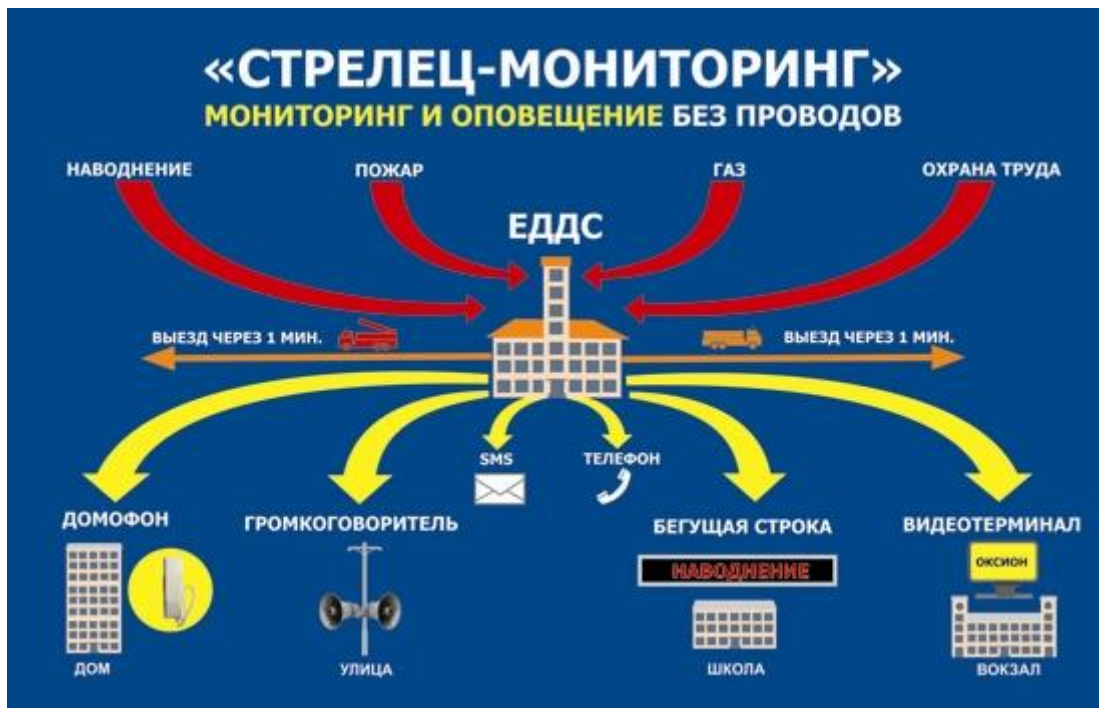 «СТРЕЛЕЦ-МОНИТОРИНГ»
МОНИТОРИНГ И ОПОВЕЩЕНИЕ БЕЗ ПРОВОДОВ
НАВОДНЕНИЕ
ПОЖАР
ГАЗ
ОХРАНА ТРУДА
ЕДДС
ВЫЕЗД ЧЕРЕЗ 1 МИН.
ВЫЕЗД ЧЕРЕЗ 1 МИН.
SMS
ТЕЛЕФОН
ДОМОФОН
ГРОМКОГОВОРИТЕЛЬ
БЕГУЩАЯ СТРОКА
ВИДЕОТЕРМИНАЛ
НАВОДНЕНИЕ
ОКСИОН
ДОМ
УЛИЦА
ШКОЛА
ВОКЗАЛ